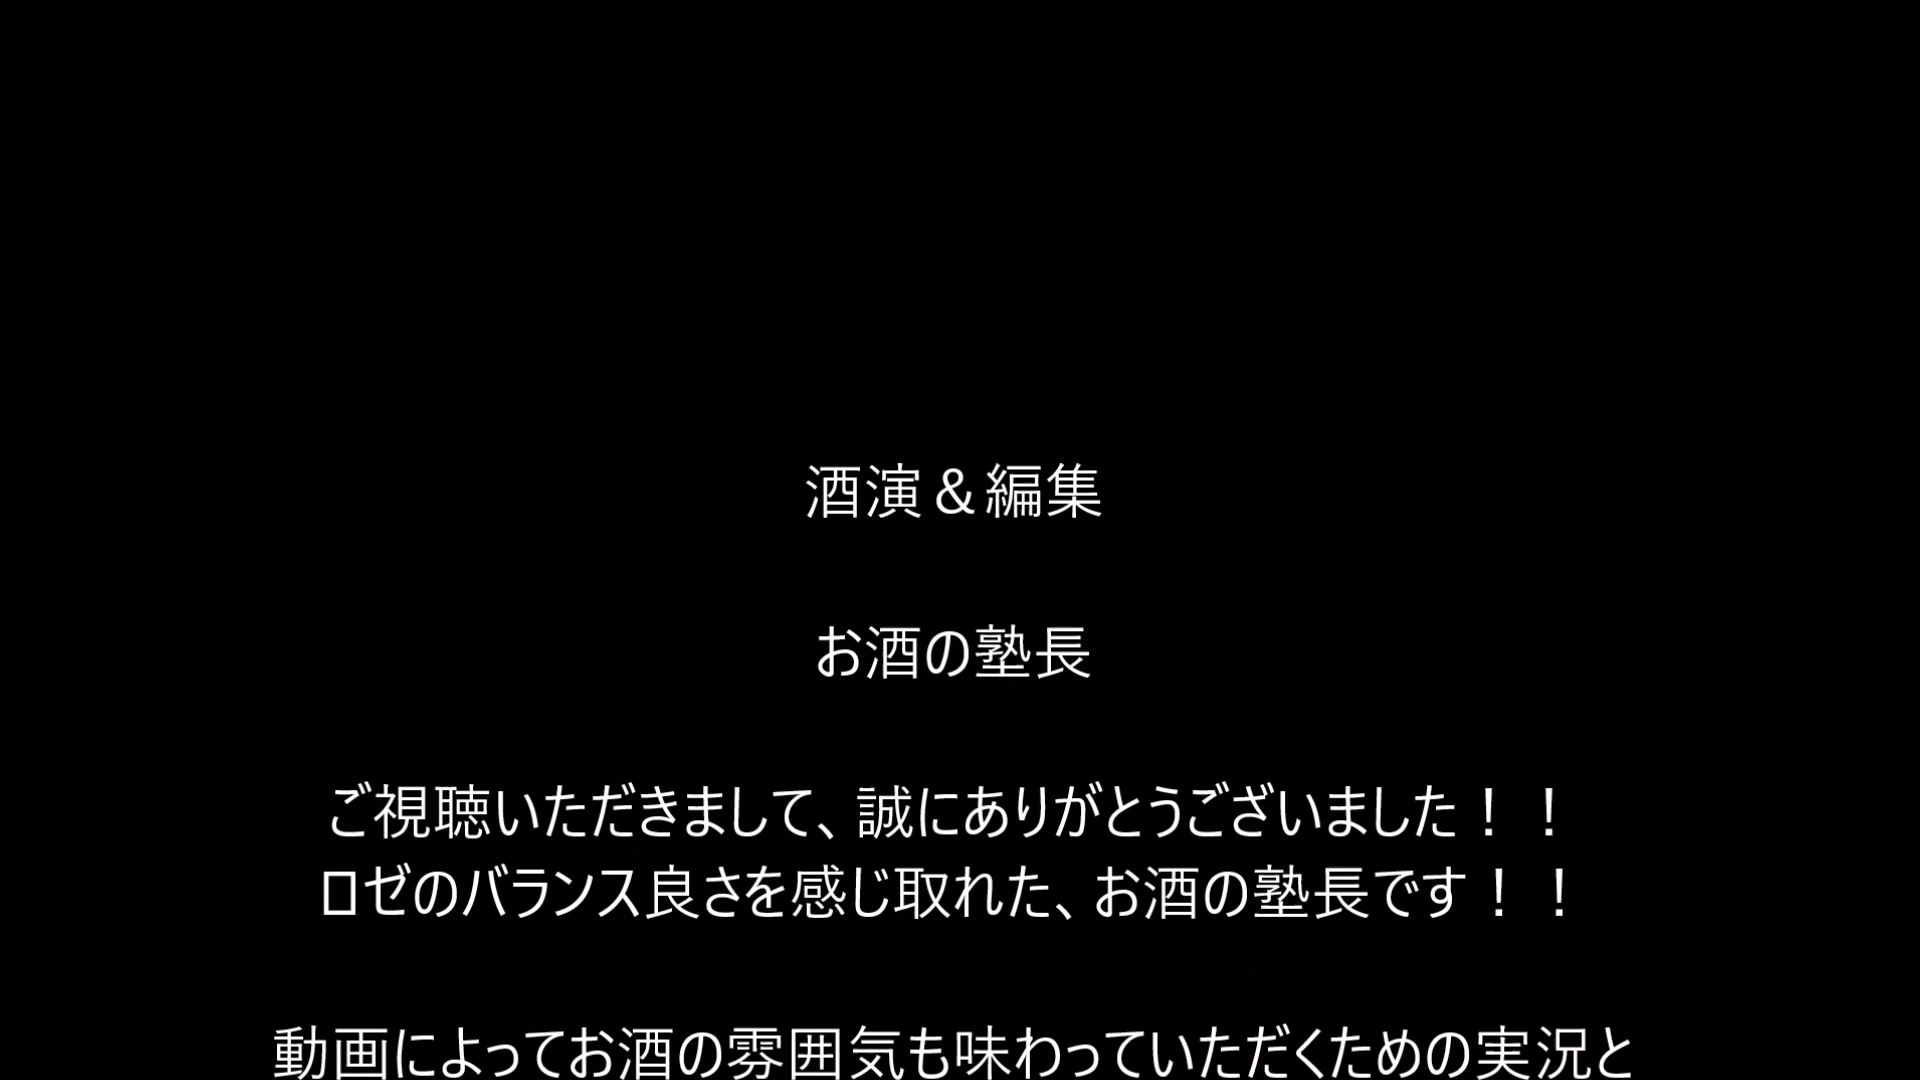 酒演＆編集
お酒の塾長
ご視聴いただきまして、誠にありがとうございました！！
ロゼのバランス良さを感じ取れた、お酒の塾長です！！
動画によってお酒の雰囲気も味わっていただくための実況と